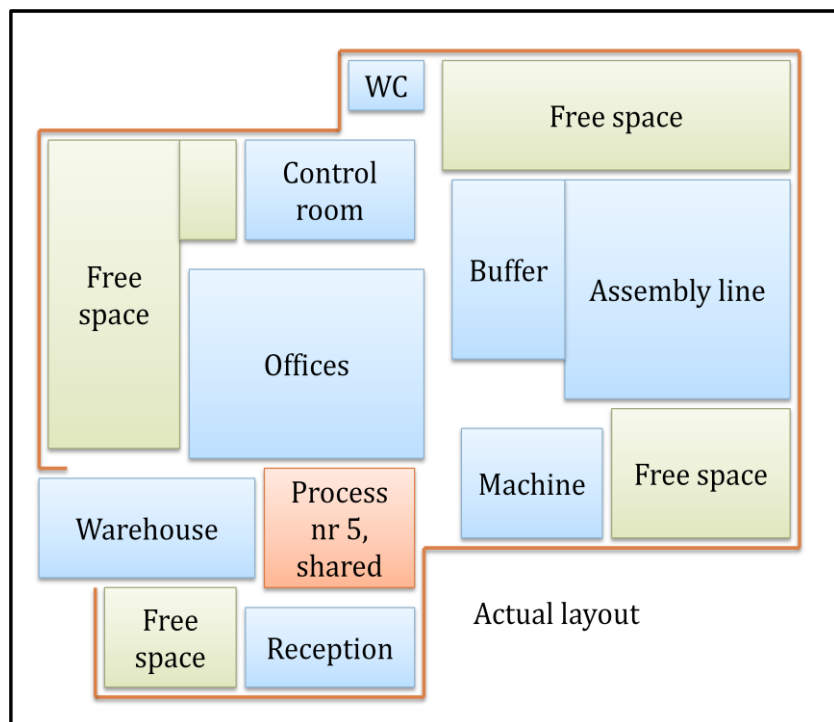 WC
Free space
Control
room
Free
space
Buffer
Assembly line
Offices
Machine
Free space
Process
nr 5,
shared
Warehouse
Free
space
Reception
Actual layout